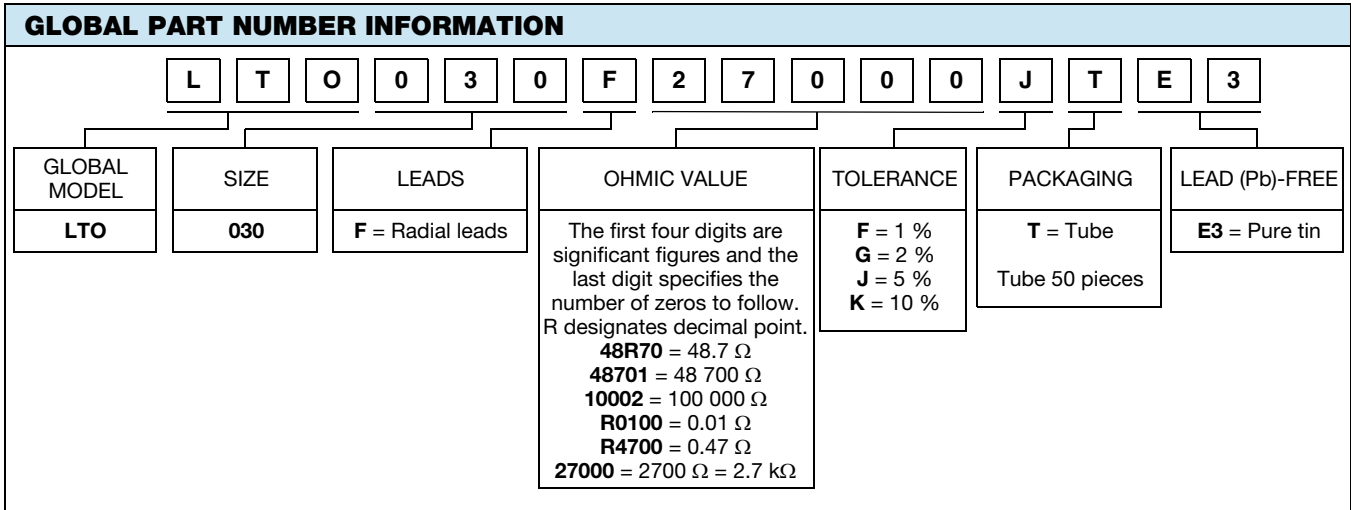 GLOBAL PART NUMBER INFORMATION
L T O 0 3 0 F 2 7 0 0 0 J T E 3
GLOBAL
MODEL
LTO
SIZE
030
LEADS
F = Radial leads
OHMIC VALUE
The first four digits are
significant figures and the
last digit specifies the
number of zeros to follow.
R designates decimal point.
48R70 = 48.7 Ω
48701 = 48 700 Ω
10002 = 100 000 Ω
R0100 = 0.01 Ω
R4700 = 0.47 Ω
27000 = 2700 Ω = 2.7 kΩ
TOLERANCE
F = 1 %
G = 2 %
J = 5 %
K = 10 %
PACKAGING
T = Tube
Tube 50 pieces
LEAD (Pb)-FREE
E3 = Pure tin